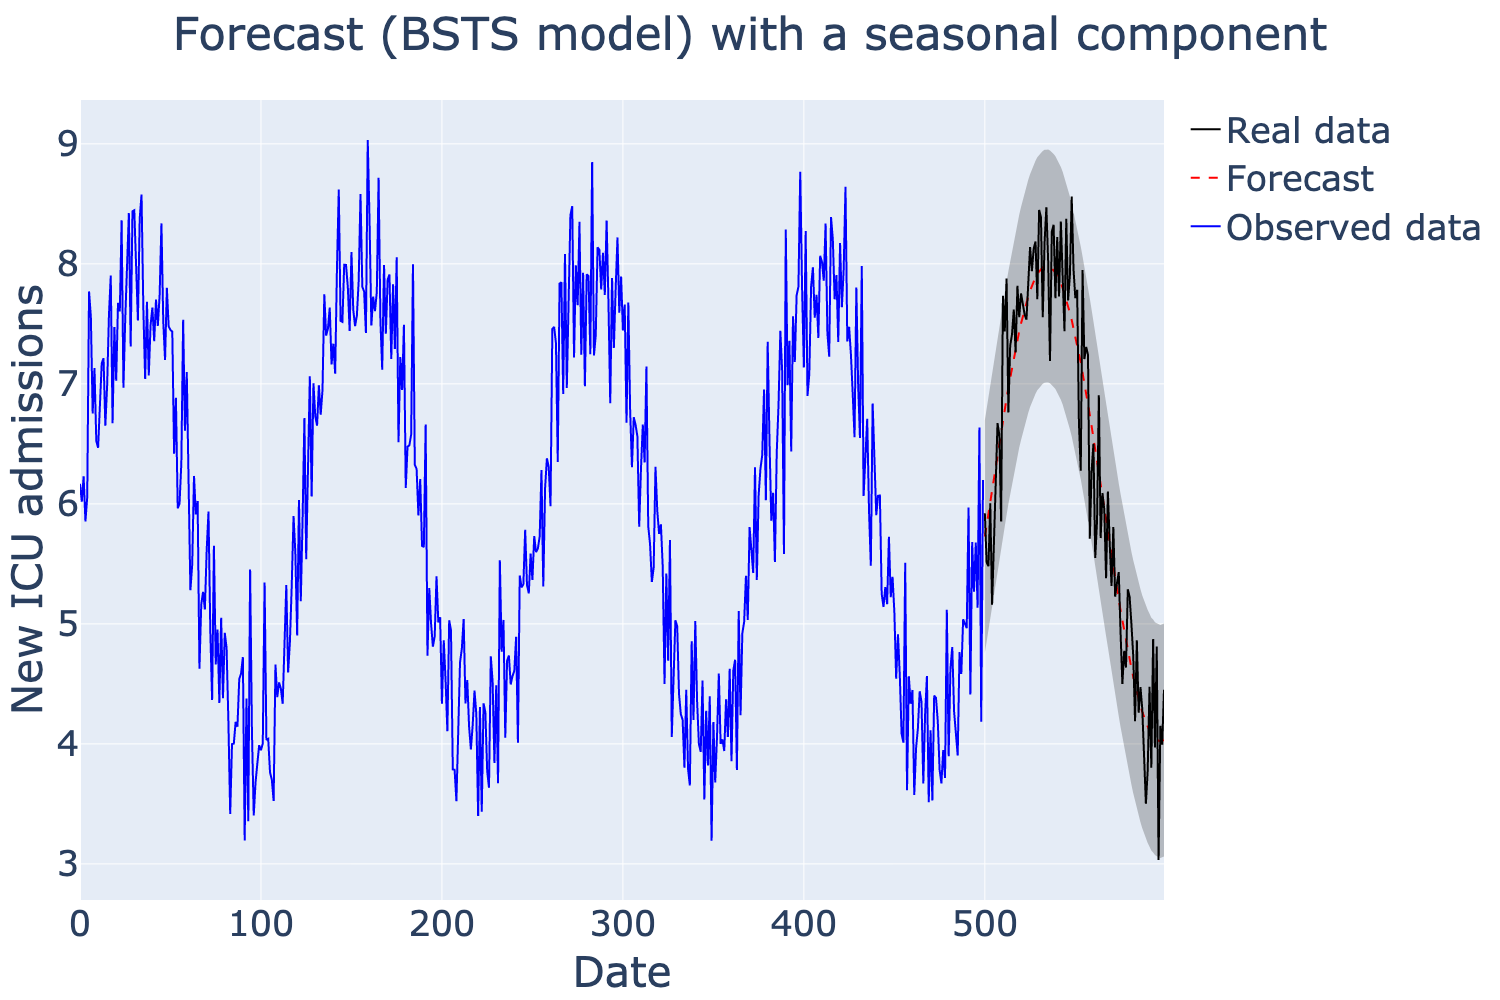 Forecast (BSTS model) with a seasonal component
Real data
Forecast
Observed data
New ICU admissions
9
8
7
6
5
4
3
0 100 200 300 400 500
Date